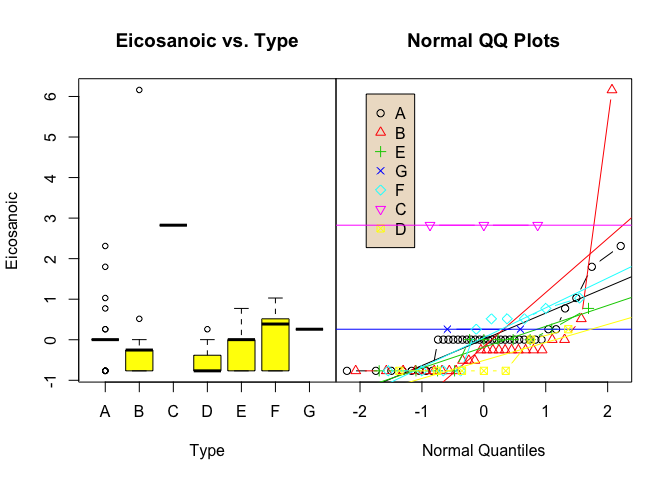 Eicosanoic vs. Type
Normal QQ Plots
Eicosanoic
6
5
4
3
2
1
0
-1
A B C D E F G
Type
A
B
E
G
F
C
D
-2 -1 0 1 2
Normal Quantiles